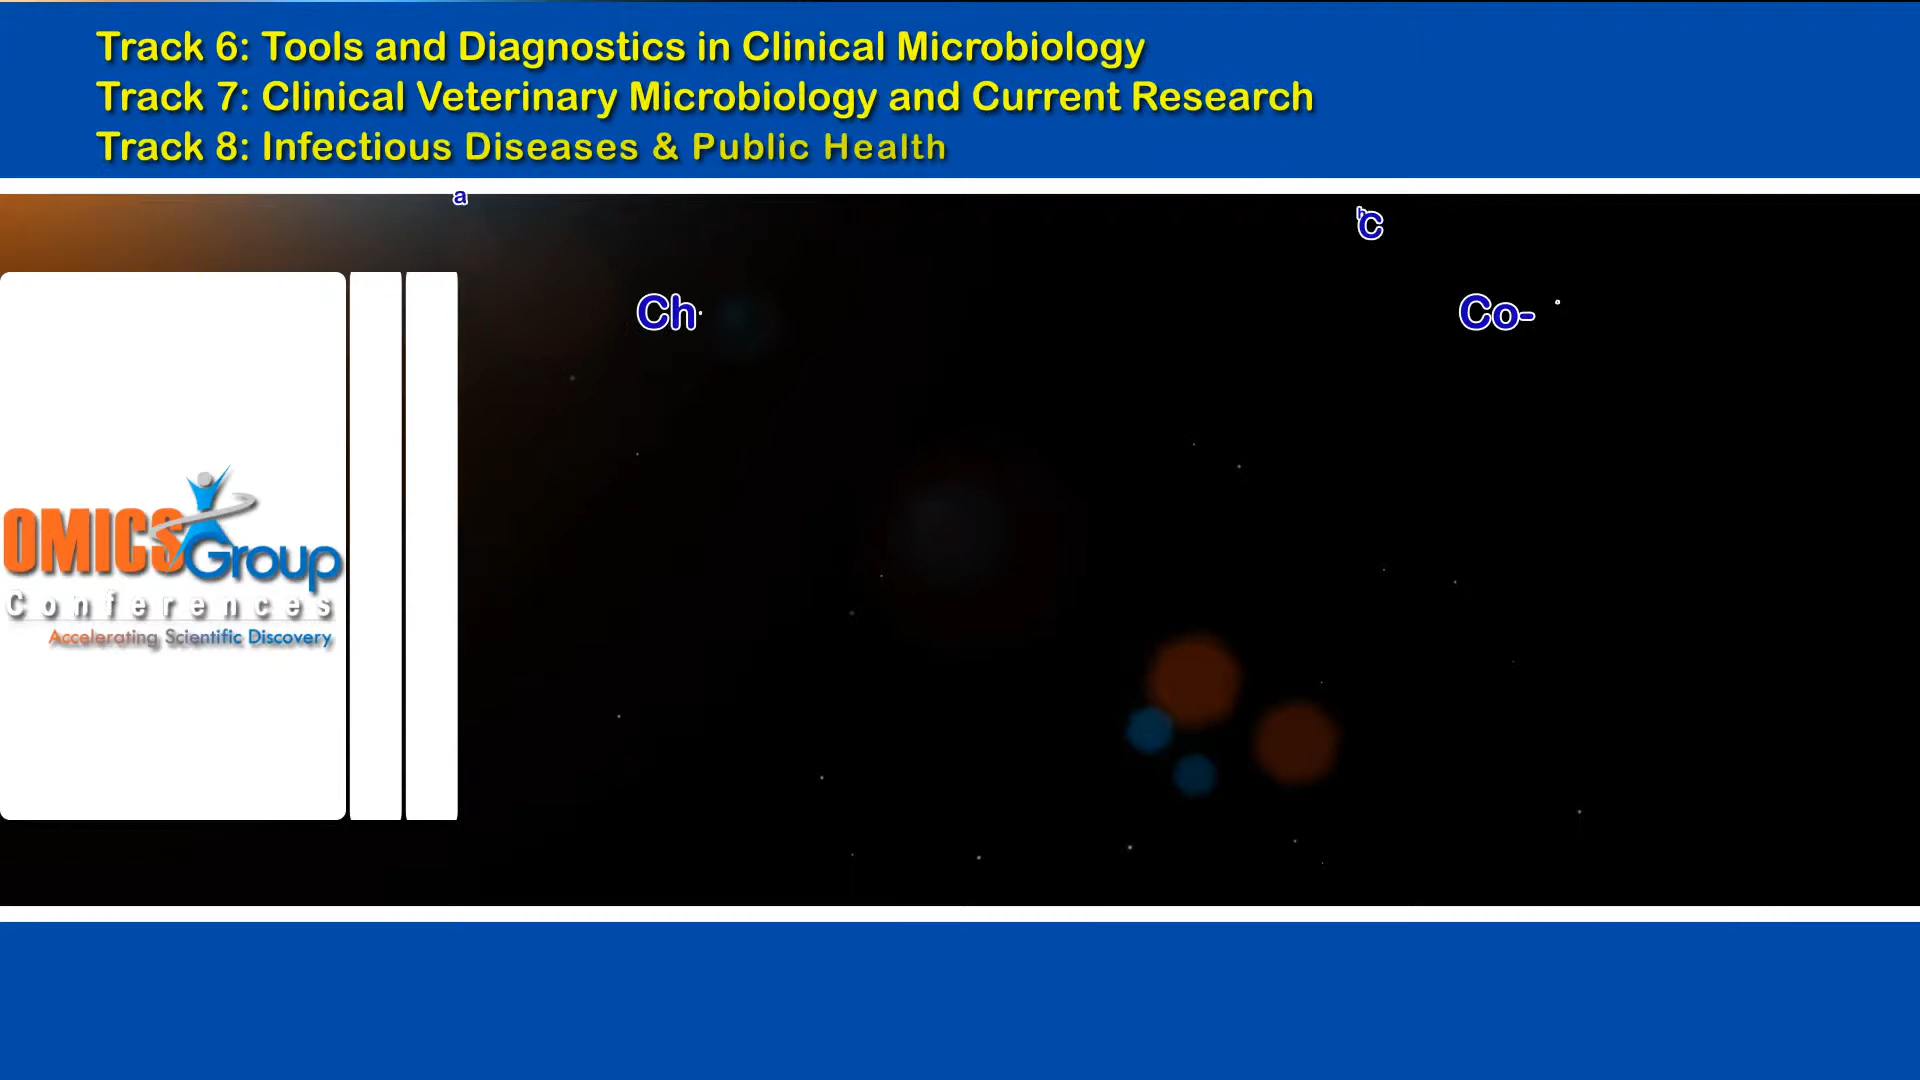 Track 6: Tools and Diagnostics in Clinical Microbiology
Track 7: Clinical Veterinary Microbiology and Current Research
Track 8: Infectious Diseases & Public Health
a
h
C
Ch
Co-
OMICS Group
Conferences
Accelerating Scientific Discovery